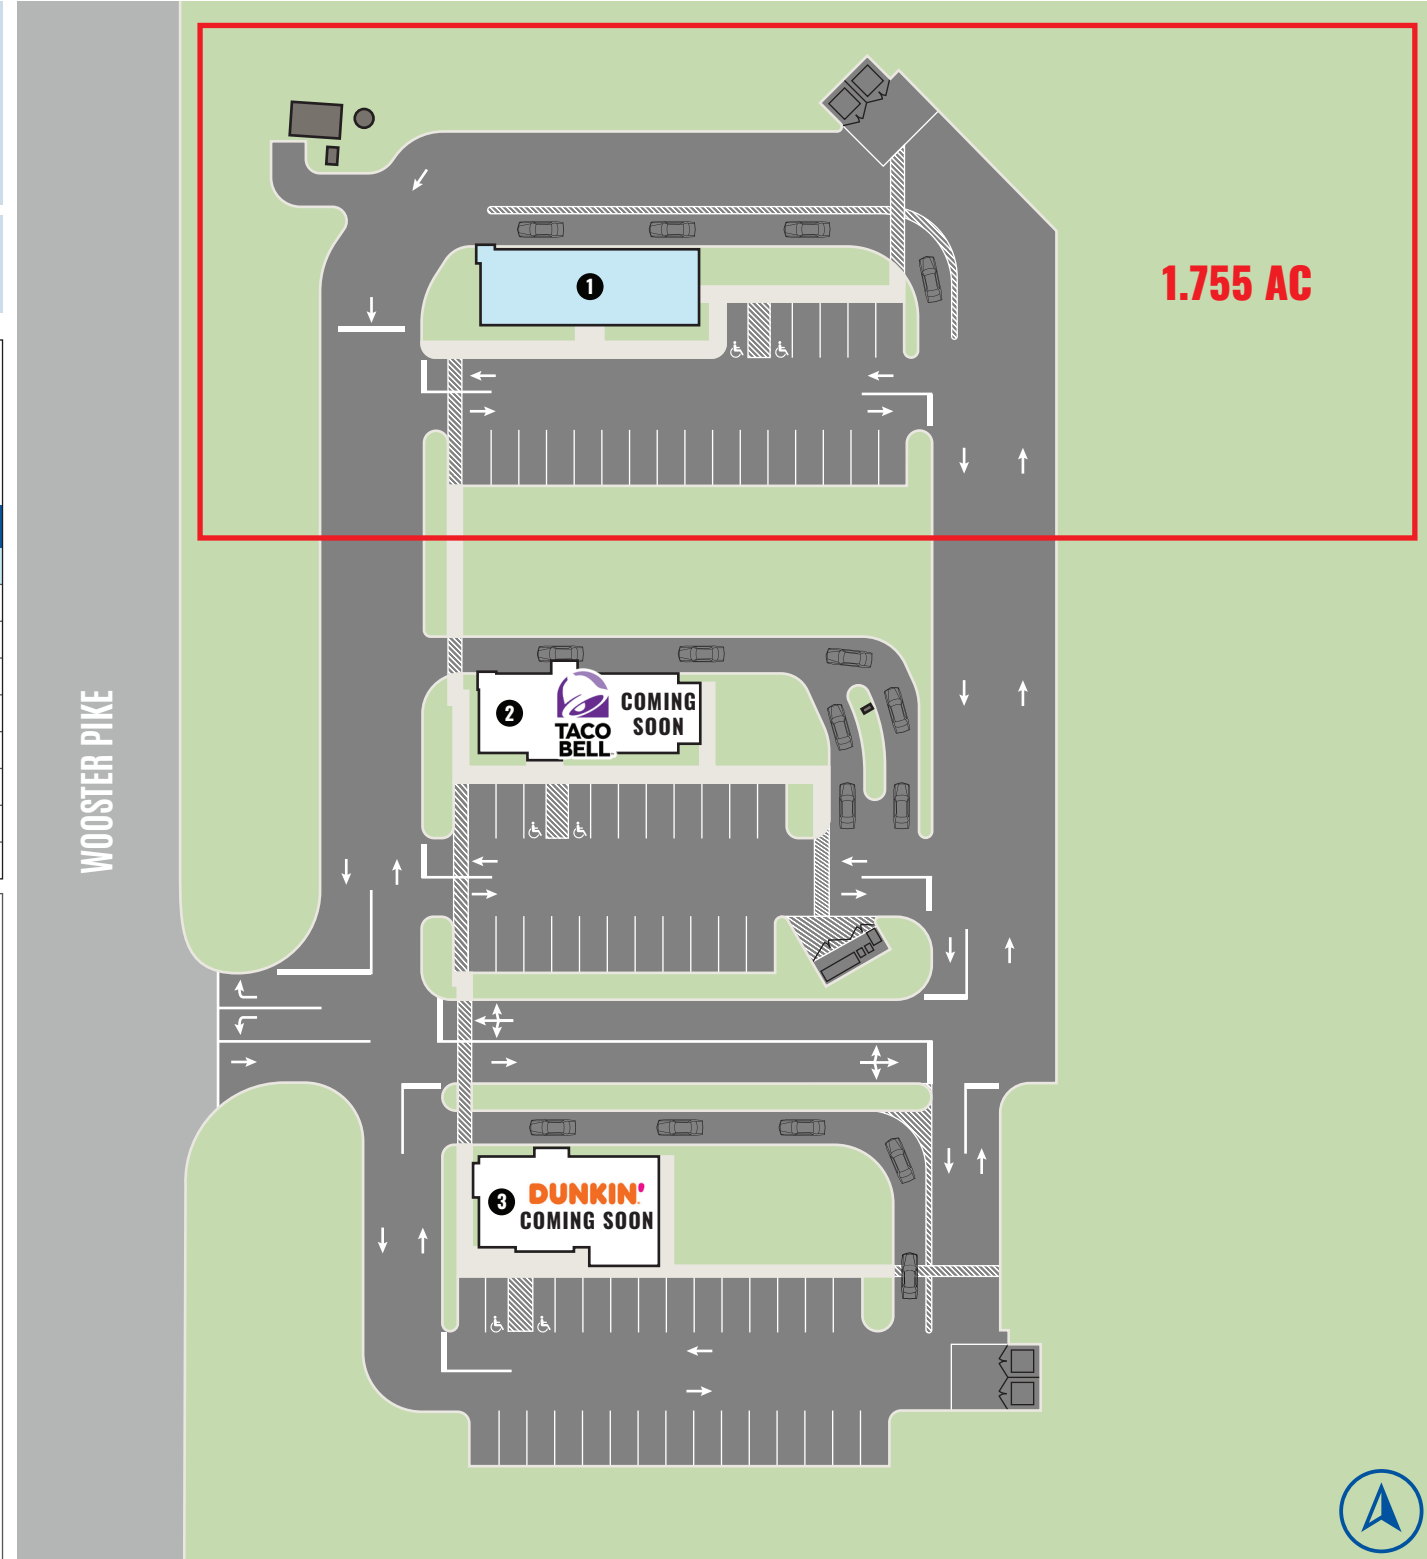 1
1.755 AC
WOOSTER PIKE
2
TACO
BELL
COMING
SOON
3
DUNKIN'
COMING SOON